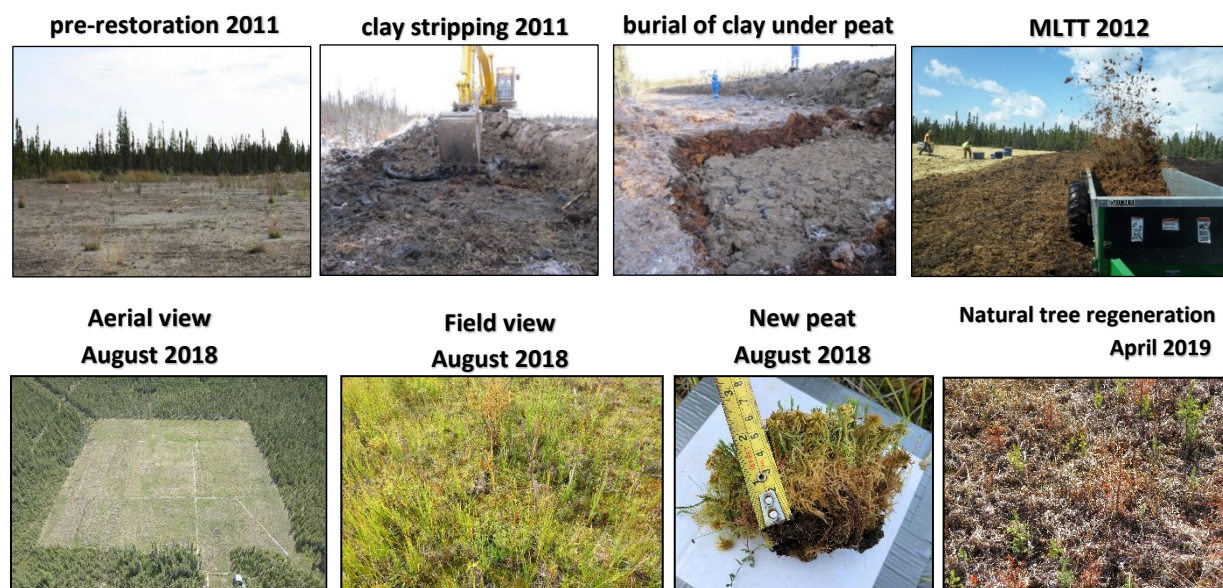 pre-restoration 2011
clay stripping 2011
burial of clay under peat
MLTT 2012
Aerial view
August 2018
Field view
August 2018
New peat
August 2018
Natural tree regeneration
April 2019